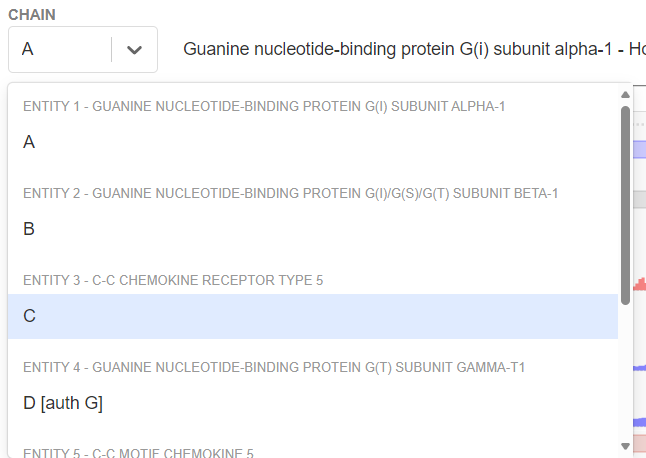 CHAIN
A
Guanine nucleotide-binding protein G(i) subunit alpha-1 - Ho
ENTITY 1 - GUANINE NUCLEOTIDE-BINDING PROTEIN G(I) SUBUNIT ALPHA-1
A
ENTITY 2 - GUANINE NUCLEOTIDE-BINDING PROTEIN G(I)/G(S)/G(T) SUBUNIT BETA-1
B
ENTITY 3 - C-C CHEMOKINE RECEPTOR TYPE 5
C
ENTITY 4 - GUANINE NUCLEOTIDE-BINDING PROTEIN G(T) SUBUNIT GAMMA-T1
D [auth G]
ENTITY 5 - C-C MOTIF CHEMOKINE 5